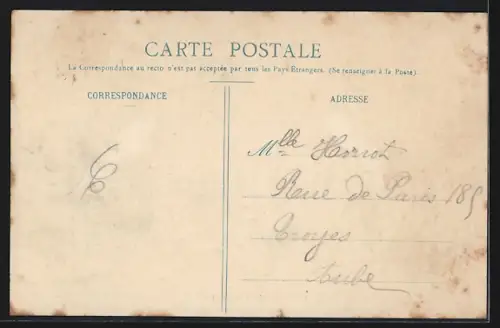 CARTE POSTALE
La Correspondance au recto n'est pas acceptée par tous les Pays Étrangers. (Se renseigner à la Poste).
CORRESPONDANCE
ADRESSE
Mlle
Rue de Paris 185
Troyes
Aube